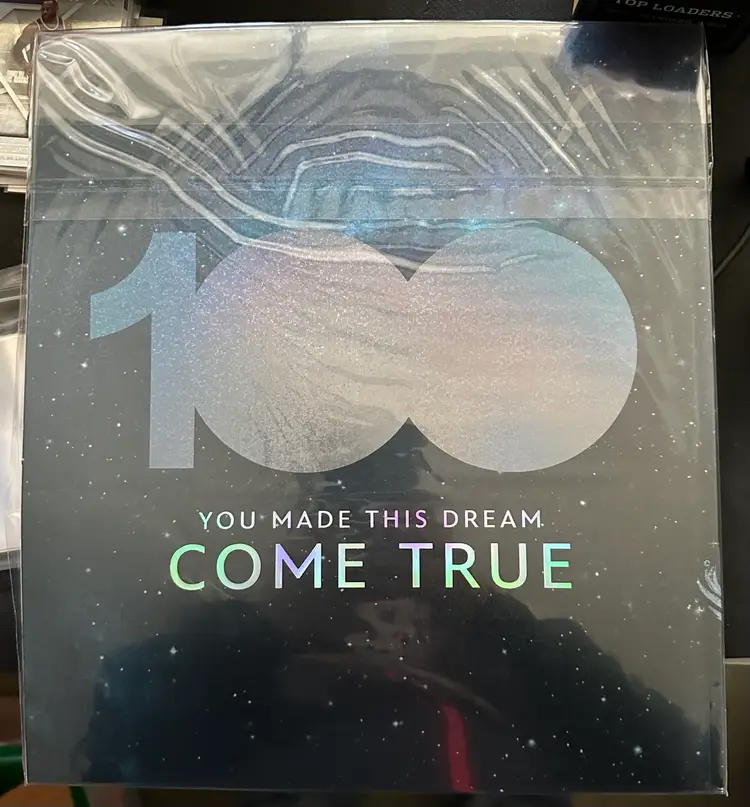 TOP LOADERS
100
YOU MADE THIS DREAM
COME TRUE